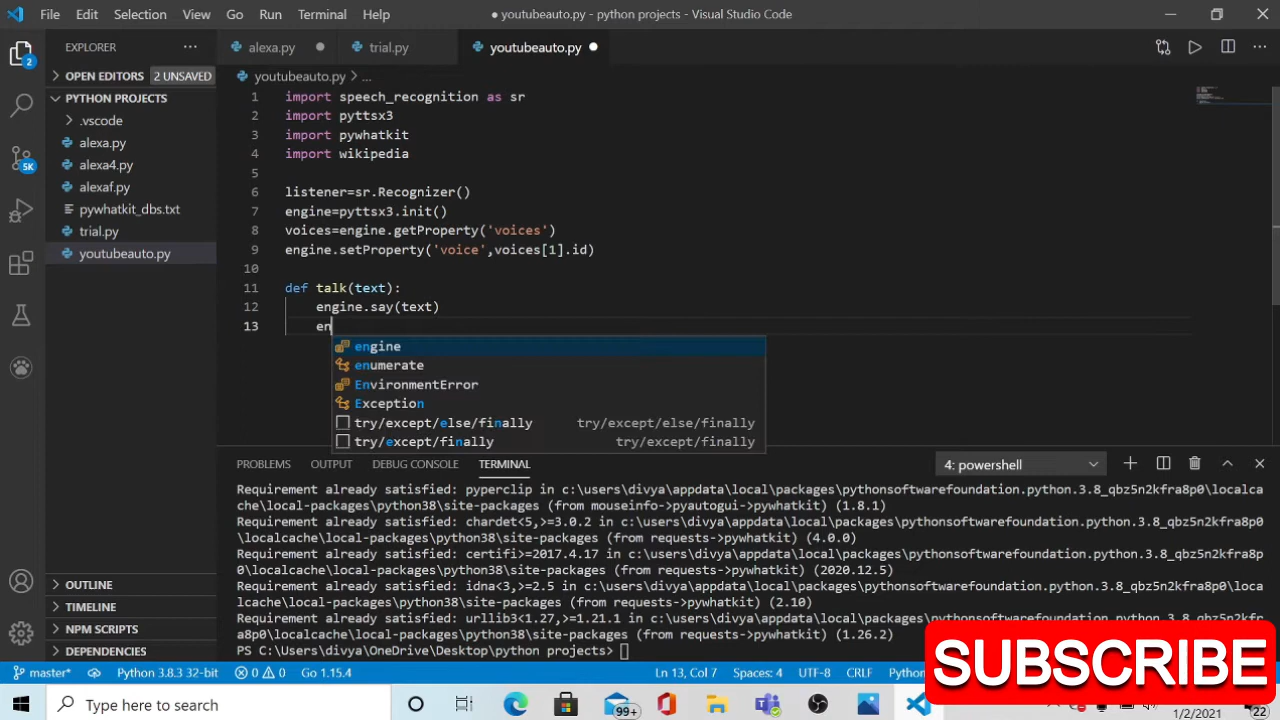 File Edit Selection View Go Run Terminal Help
● youtubeauto.py - python projects - Visual Studio Code
EXPLORER
alexa.py
trial.py
youtubeauto.py
OPEN EDITORS 2 UNSAVED
youtubeauto.py > ...
PYTHON PROJECTS
.vscode
alexa.py
alexa4.py
alexaf.py
pywhatkit_dbs.txt
trial.py
youtubeauto.py
2
5K
1 import speech_recognition as sr
2 import pyttsx3
3 import pywhatkit
4 import wikipedia
5
6 listener=sr.Recognizer()
7 engine=pyttsx3.init()
8 voices=engine.getProperty('voices')
9 engine.setProperty('voice',voices[1].id)
10
11 def talk(text):
12 engine.say(text)
13 en
engine
enumerate
EnvironmentError
Exception
try/except/else/finally try/except/else/finally
try/except/finally try/except/finally
PROBLEMS OUTPUT DEBUG CONSOLE TERMINAL
4: powershell
Requirement already satisfied: pyperclip in c:\users\divya\appdata\local\packages\pythonsoftwarefoundation.python.3.8_qbz5n2kfra8p0\localca
che\local-packages\python38\site-packages (from mouseinfo->pyautogui->pywhatkit) (1.8.1)
Requirement already satisfied: chardet<5,>=3.0.2 in c:\users\divya\appdata\local\packages\pythonsoftwarefoundation.python.3.8_qbz5n2kfra8p0
\localcache\local-packages\python38\site-packages (from requests->pywhatkit) (4.0.0)
Requirement already satisfied: certifi>=2017.4.17 in c:\users\divya\appdata\local\packages\pythonsoftwarefoundation.python.3.8_qbz5n2kfra8p
0\localcache\local-packages\python38\site-packages (from requests->pywhatkit) (2020.12.5)
Requirement already satisfied: idna<3,>=2.5 in c:\users\divya\appdata\local\packages\pythonsoftwarefoundation.python.3.8_qbz5n2kfra8p0\loca
lcache\local-packages\python38\site-packages (from requests->pywhatkit) (2.10)
Requirement already satisfied: urllib3<1.27,>=1.21.1 in c:\users\divya\appdata\local\packages\pythonsoftwarefoundation.python.3.8_qbz5n2kfr
a8p0\localcache\local-packages\python38\site-packages (from requests->pywhatkit) (1.26.2)
PS C:\Users\divya\OneDrive\Desktop\python projects>
OUTLINE
TIMELINE
NPM SCRIPTS
DEPENDENCIES
SUBSCRIBE
master* Python 3.8.3 32-bit 0 0 Go 1.15.4
Ln 13, Col 7 Spaces: 4 UTF-8 CRLF
Type here to search
99+
1/2/2021
22